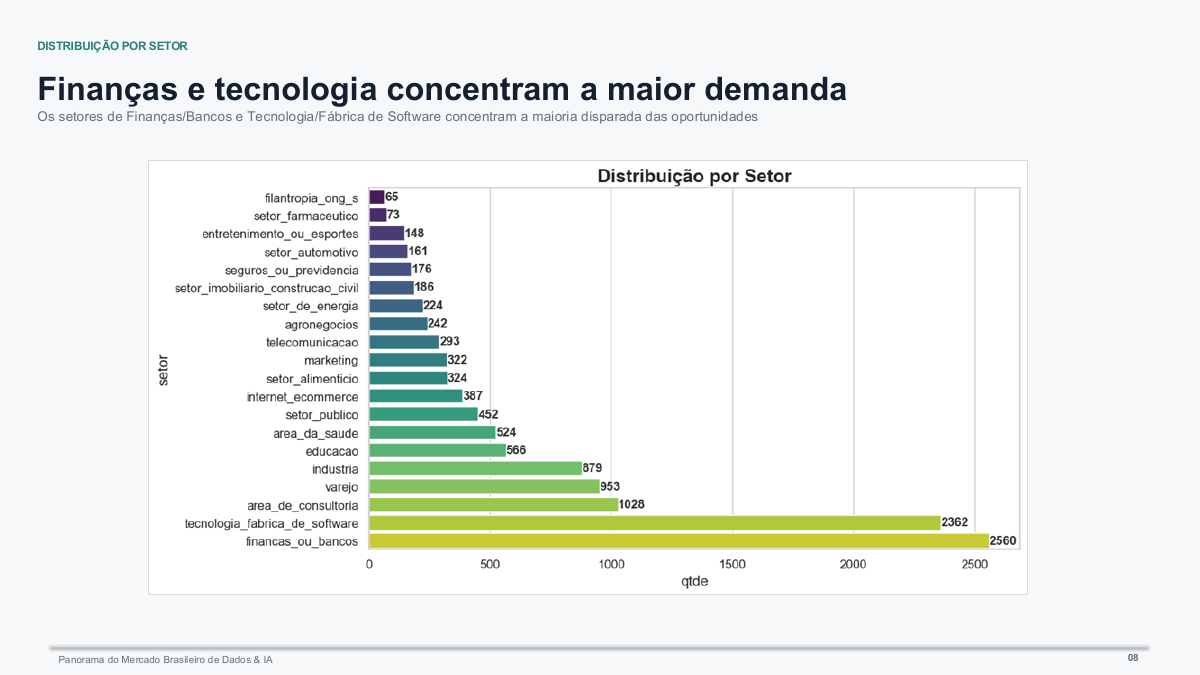 DISTRIBUIÇÃO POR SETOR
Finanças e tecnologia concentram a maior demanda
Os setores de Finanças/Bancos e Tecnologia/Fábrica de Software concentram a maioria disparada das oportunidades
Distribuição por Setor
filantropia_ong_s 65
setor_farmaceutico 73
entretenimento_ou_esportes 148
setor_automotivo 161
seguros_ou_previdencia 176
setor_imobiliario_construcao_civil 186
setor_de_energia 224
agronegocios 242
telecomunicacao 293
marketing 322
setor_alimenticio 324
internet_ecommerce 387
setor_publico 452
area_da_saude 524
educacao 566
industria 879
varejo 953
area_de_consultoria 1028
tecnologia_fabrica_de_software 2362
financas_ou_bancos 2560
setor
0 500 1000 1500 2000 2500
qtde
Panorama do Mercado Brasileiro de Dados & IA
08